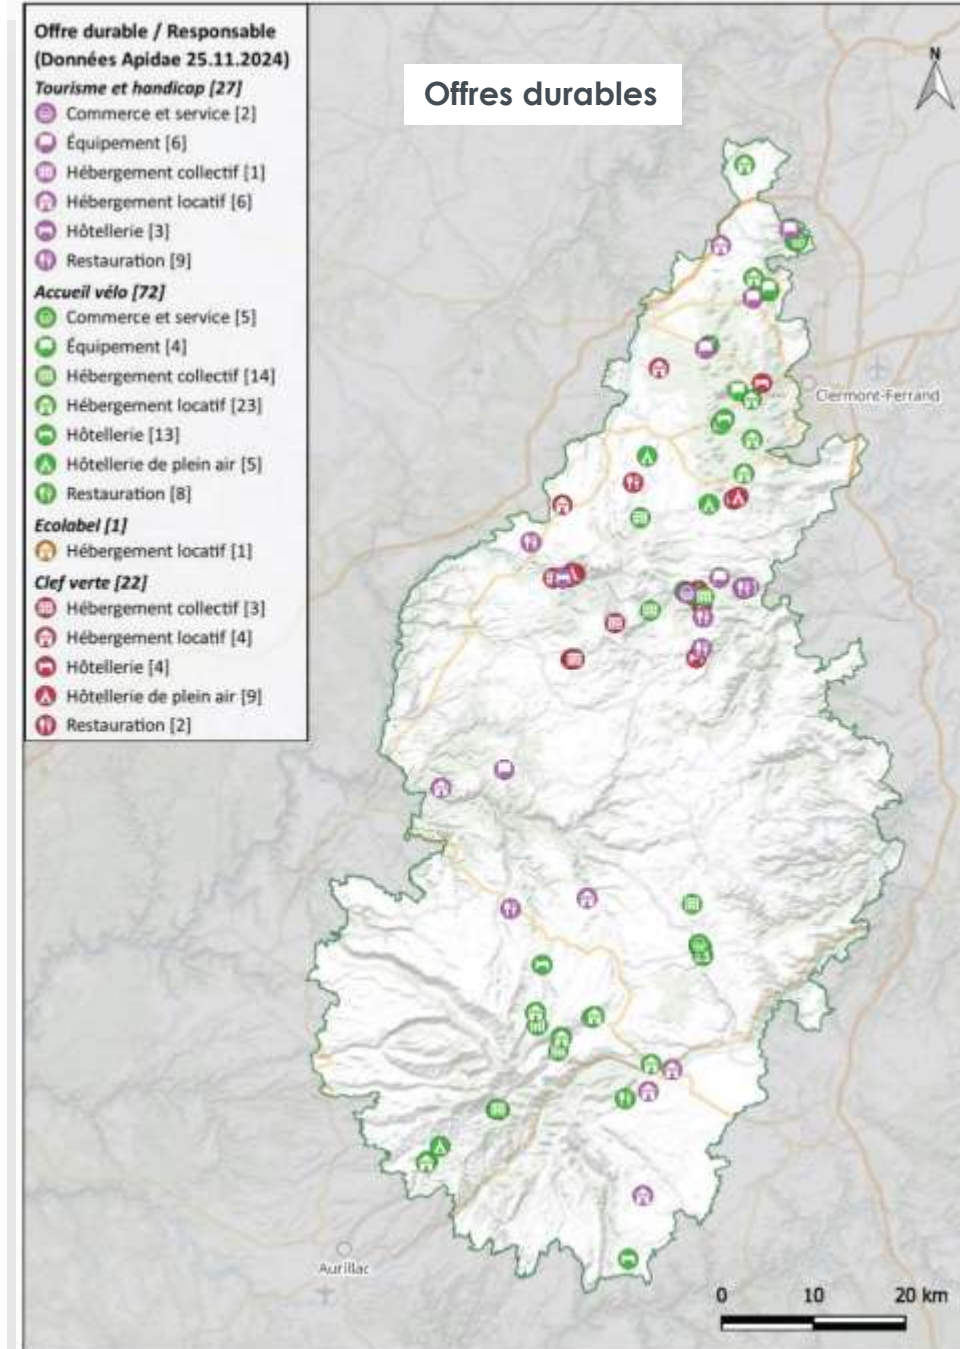 Offre durable / Responsable
(Données Apidae 25.11.2024)
Tourisme et handicap [27]
Commerce et service [2]
Équipement [6]
Hébergement collectif [1]
Hébergement locatif [6]
Hôtellerie [3]
Restauration [9]
Accueil vélo [72]
Commerce et service [5]
Équipement [4]
Hébergement collectif [14]
Hébergement locatif [23]
Hôtellerie [13]
Hôtellerie de plein air [5]
Restauration [8]
Ecolabel [1]
Hébergement locatif [1]
Clef verte [22]
Hébergement collectif [3]
Hébergement locatif [4]
Hôtellerie [4]
Hôtellerie de plein air [9]
Restauration [2]
Offres durables
N
Clermont-Ferrand
Aurillac
0 10 20 km